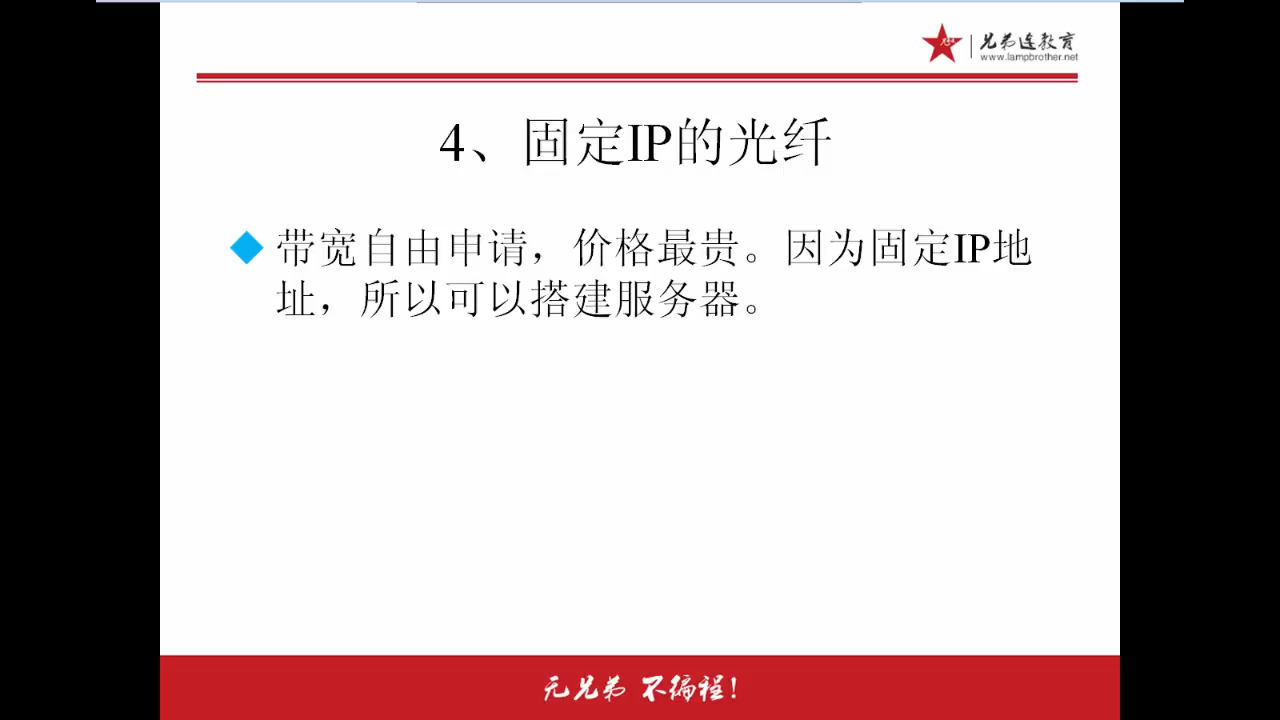 兄弟连教育
www.lampbrother.net
4、固定IP的光纤
带宽自由申请，价格最贵。因为固定IP地
址，所以可以搭建服务器。
无兄弟 不编程！